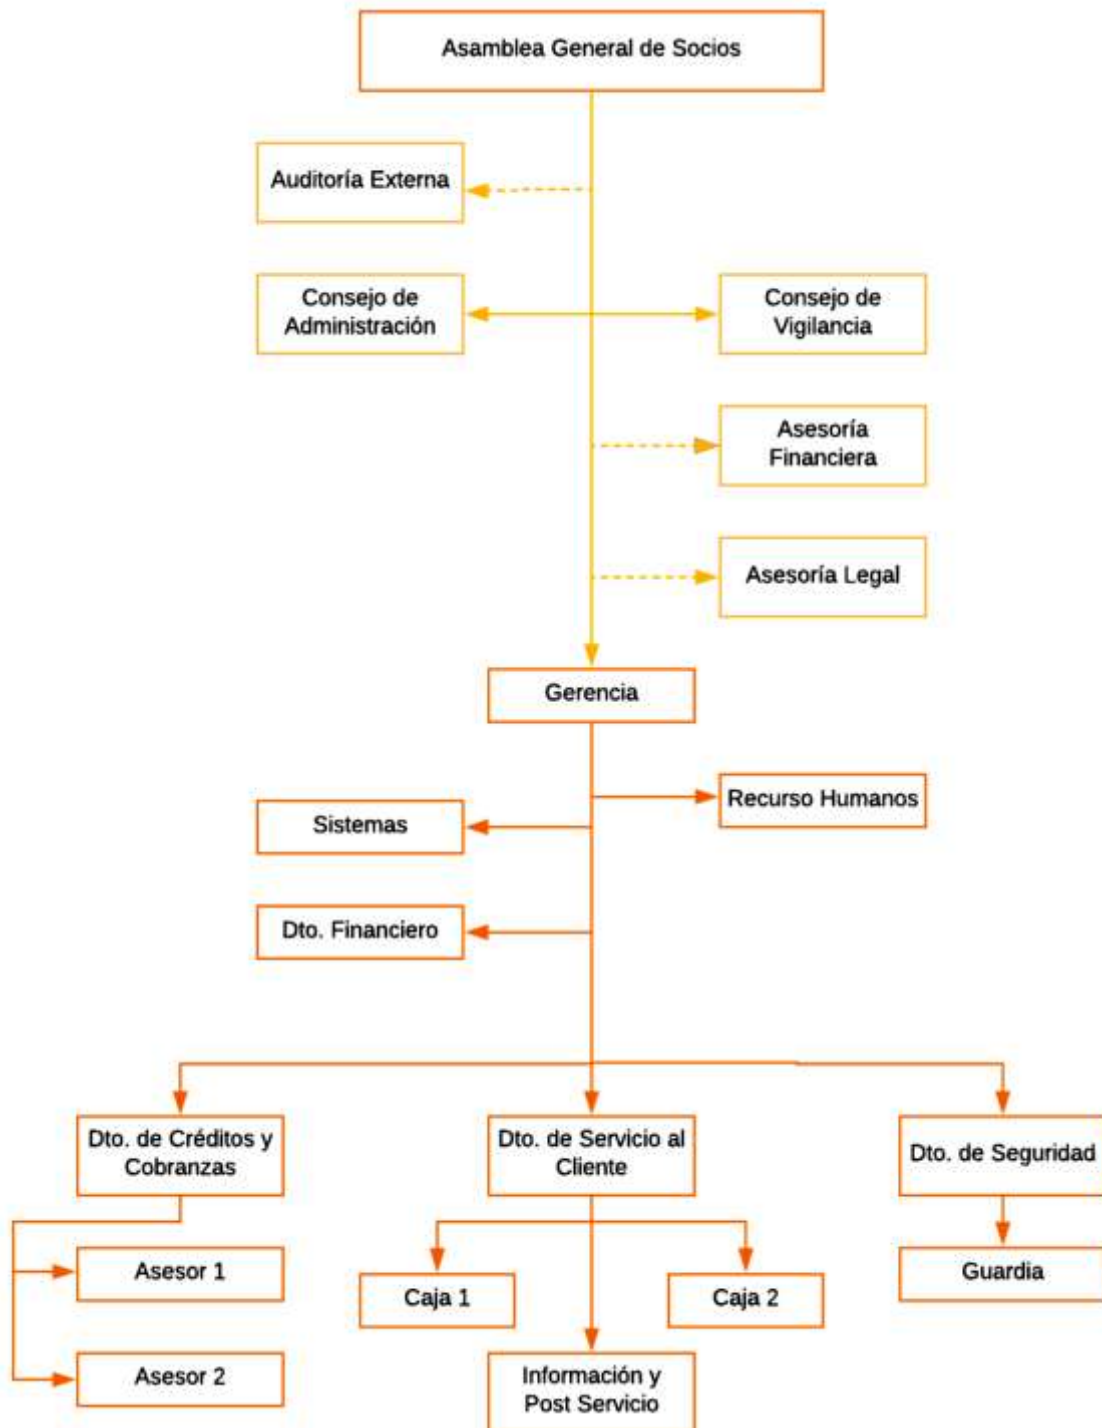 Asamblea General de Socios
Auditoría Externa
Consejo de
Administración
Consejo de
Vigilancia
Asesoría
Financiera
Asesoría Legal
Gerencia
Recurso Humanos
Sistemas
Dto. Financiero
Dto. de Créditos y
Cobranzas
Dto. de Servicio al
Cliente
Dto. de Seguridad
Asesor 1
Caja 1
Caja 2
Guardia
Asesor 2
Información y
Post Servicio